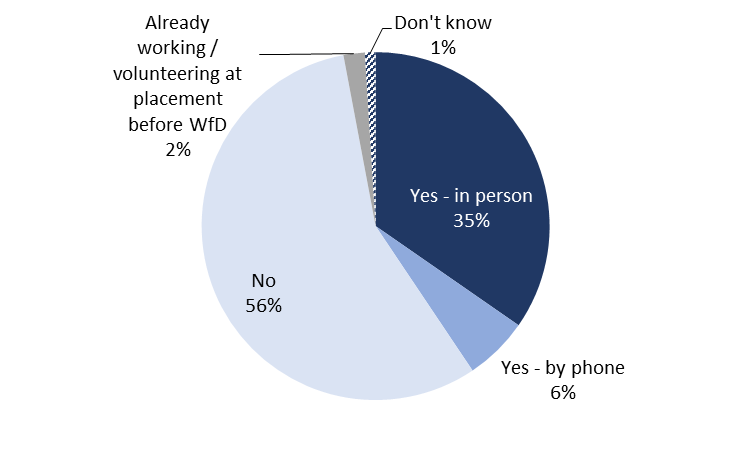 Already
working /
volunteering at
placement
before WfD
2%
Don't know
1%
Yes - in person
35%
No
56%
Yes - by phone
6%